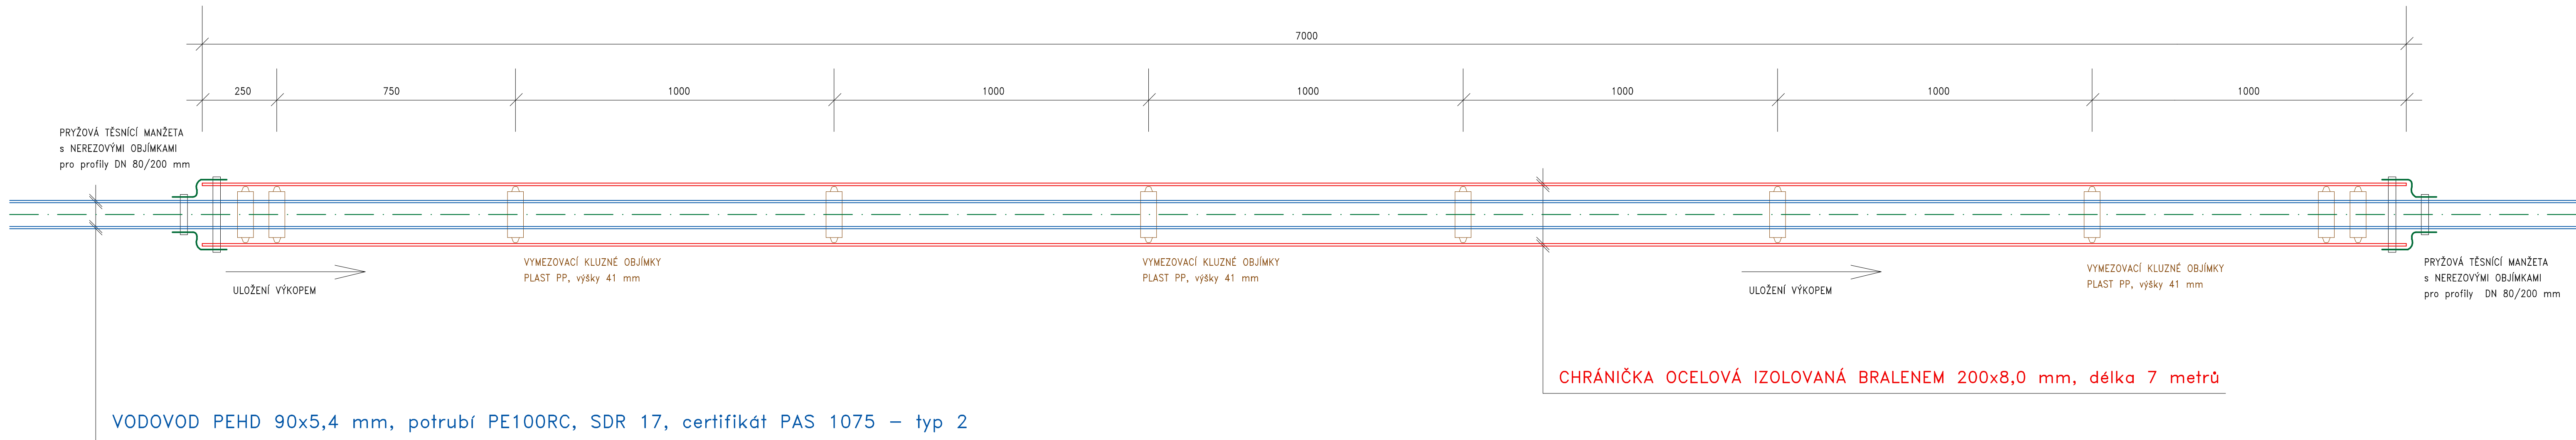 7000
250 750 1000 1000 1000 1000 1000 1000
PRYŽOVÁ TĚSNÍCÍ MANŽETA
s NEREZOVÝMI OBJÍMKAMI
pro profily DN 80/200 mm
VYMEZOVACÍ KLUZNÉ OBJÍMKY
PLAST PP, výšky 41 mm
VYMEZOVACÍ KLUZNÉ OBJÍMKY
PLAST PP, výšky 41 mm
VYMEZOVACÍ KLUZNÉ OBJÍMKY
PLAST PP, výšky 41 mm
PRYŽOVÁ TĚSNÍCÍ MANŽETA
s NEREZOVÝMI OBJÍMKAMI
pro profily DN 80/200 mm
ULOŽENÍ VÝKOPEM
ULOŽENÍ VÝKOPEM
CHRÁNIČKA OCELOVÁ IZOLOVANÁ BRALENEM 200x8,0 mm, délka 7 metrů
VODOVOD PEHD 90x5,4 mm, potrubí PE100RC, SDR 17, certifikát PAS 1075 – typ 2